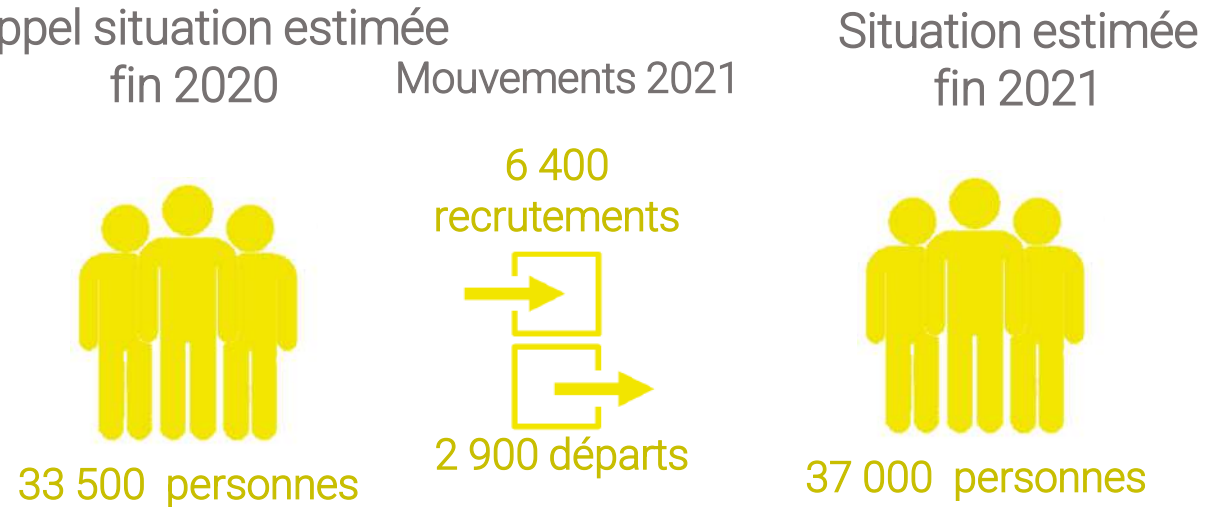 ppel situation estimée
fin 2020
Mouvements 2021
Situation estimée
fin 2021
6 400
recrutements
2 900 départs
33 500 personnes
37 000 personnes